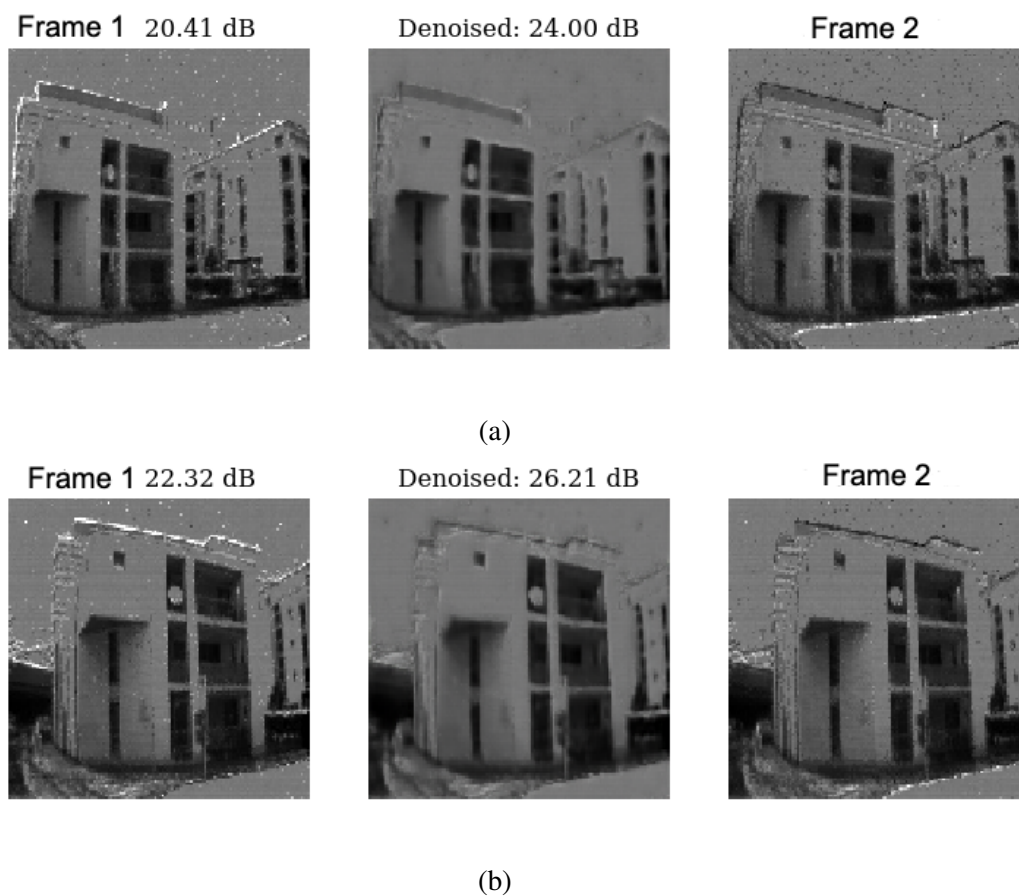 Frame 1 20.41 dB Denoised: 24.00 dB Frame 2
(a)
Frame 1 22.32 dB Denoised: 26.21 dB Frame 2
(b)